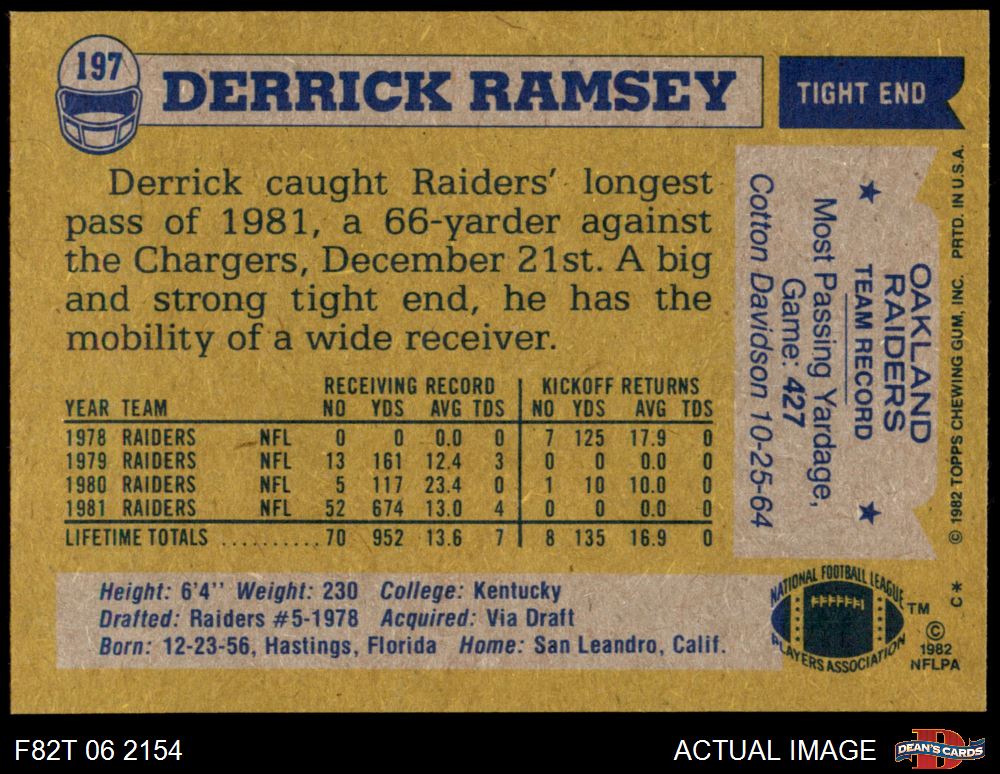 197
DERRICK RAMSEY
TIGHT END
Derrick caught Raiders' longest
pass of 1981, a 66-yarder against
the Chargers, December 21st. A big
and strong tight end, he has the
mobility of a wide receiver.
RECEIVING RECORD KICKOFF RETURNS
YEAR TEAM NO YDS AVG TDS NO YDS AVG TDS
1978 RAIDERS NFL 0 0 0.0 0 7 125 17.9 0
1979 RAIDERS NFL 13 161 12.4 3 0 0 0.0 0
1980 RAIDERS NFL 5 117 23.4 0 1 10 10.0 0
1981 RAIDERS NFL 52 674 13.0 4 0 0 0.0 0
LIFETIME TOTALS ..........70 952 13.6 7 8 135 16.9 0
Height: 6'4'' Weight: 230 College: Kentucky
Drafted: Raiders #5-1978 Acquired: Via Draft
Born: 12-23-56, Hastings, Florida Home: San Leandro, Calif.
OAKLAND
RAIDERS
★ TEAM RECORD ★
Most Passing Yardage,
Game: 427
Cotton Davidson 10-25-64
© 1982 TOPPS CHEWING GUM, INC. PRTD. IN U.S.A.
C*
NATIONAL FOOTBALL LEAGUE
PLAYERS ASSOCIATION
TM
©
1982
NFLPA
F82T 06 2154
ACTUAL IMAGE
DEAN'S CARDS